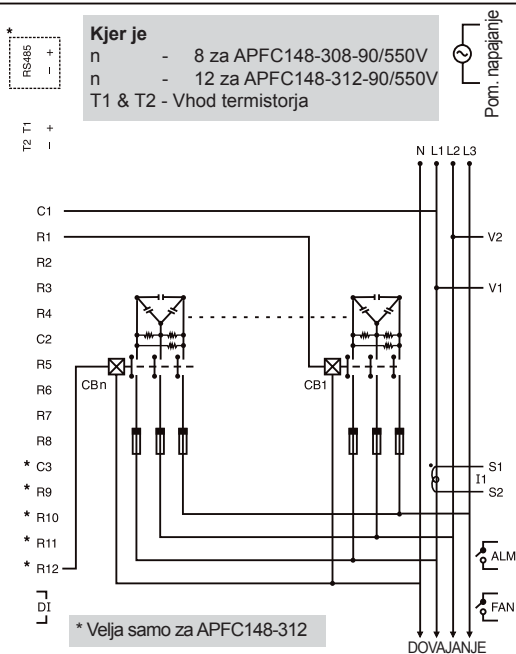 *
RS485
+
–
Kjer je
n - 8 za APFC148-308-90/550V
n - 12 za APFC148-312-90/550V
T1 & T2 - Vhod termistorja
Pom. napajanje
T2 T1
+
–
N L1 L2 L3
C1
R1
V2
R2
R3
V1
R4
C2
R5
CBn
CB1
R6
R7
R8
* C3
S1
I1
* R9
S2
* R10
* R11
ALM
* R12
DI
FAN
* Velja samo za APFC148-312
DOVAJANJE